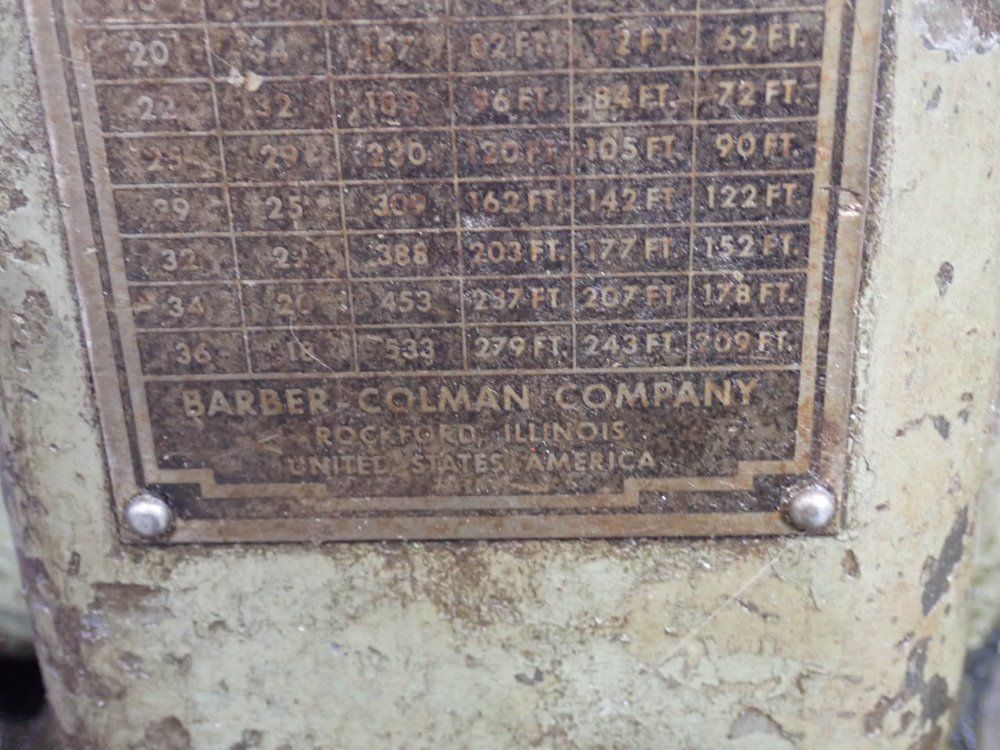 20 34 157 82 FT. 72 FT. 62 FT.
22 32 183 96 FT. 84 FT. 72 FT.
25 29 230 120 FT. 105 FT. 90 FT.
29 25 309 162 FT. 142 FT. 122 FT.
32 22 388 203 FT. 177 FT. 152 FT.
34 20 453 237 FT. 207 FT. 178 FT.
36 18 533 279 FT. 243 FT. 209 FT.
BARBER-COLMAN COMPANY
ROCKFORD, ILLINOIS
UNITED STATES AMERICA